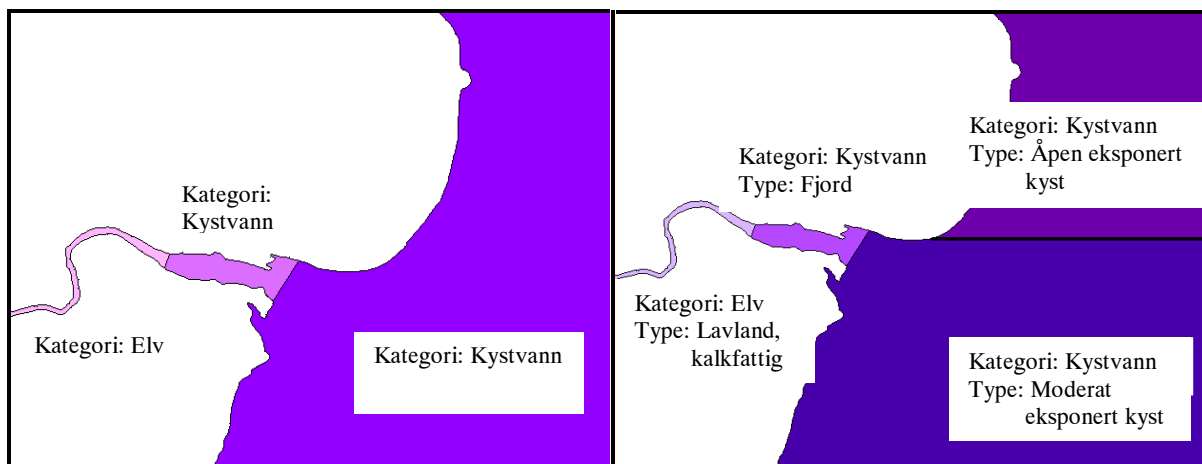 Kategori:
Kystvann
Kategori: Elv
Kategori: Kystvann
Kategori: Kystvann
Type: Fjord
Kategori: Kystvann
Type: Åpen eksponert
kyst
Kategori: Elv
Type: Lavland,
kalkfattig
Kategori: Kystvann
Type: Moderat
eksponert kyst